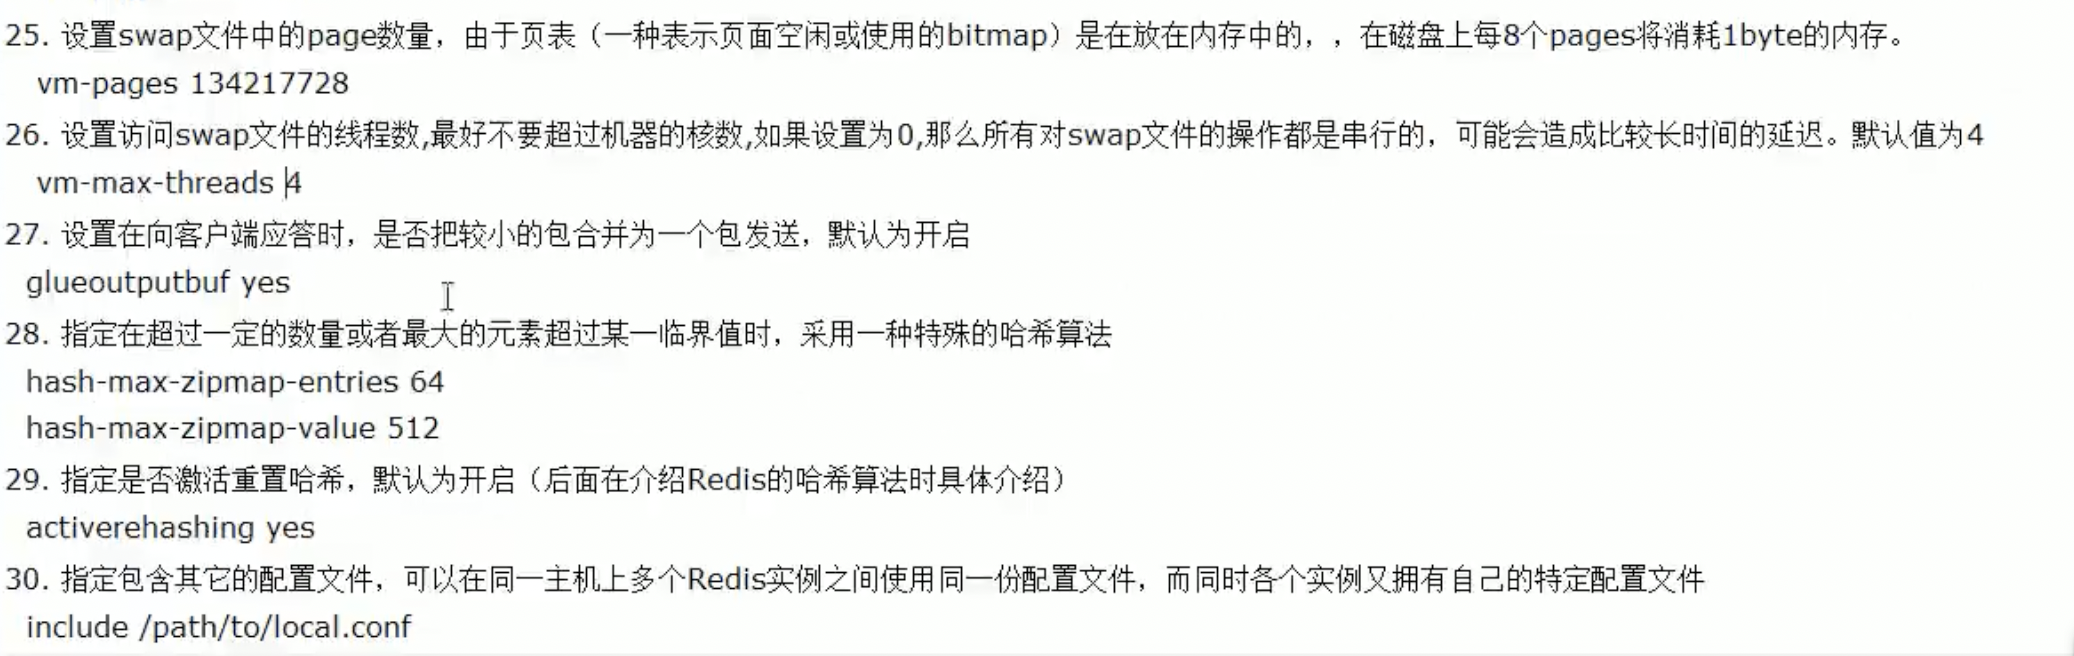 25. 设置swap文件中的page数量，由于页表（一种表示页面空闲或使用的bitmap）是在放在内存中的，，在磁盘上每8个pages将消耗1byte的内存。
vm-pages 134217728
26. 设置访问swap文件的线程数,最好不要超过机器的核数,如果设置为0,那么所有对swap文件的操作都是串行的，可能会造成比较长时间的延迟。默认值为4
vm-max-threads 4
27. 设置在向客户端应答时，是否把较小的包合并为一个包发送，默认为开启
glueoutputbuf yes
28. 指定在超过一定的数量或者最大的元素超过某一临界值时，采用一种特殊的哈希算法
hash-max-zipmap-entries 64
hash-max-zipmap-value 512
29. 指定是否激活重置哈希，默认为开启（后面在介绍Redis的哈希算法时具体介绍）
activerehashing yes
30. 指定包含其它的配置文件，可以在同一主机上多个Redis实例之间使用同一份配置文件，而同时各个实例又拥有自己的特定配置文件
include /path/to/local.conf